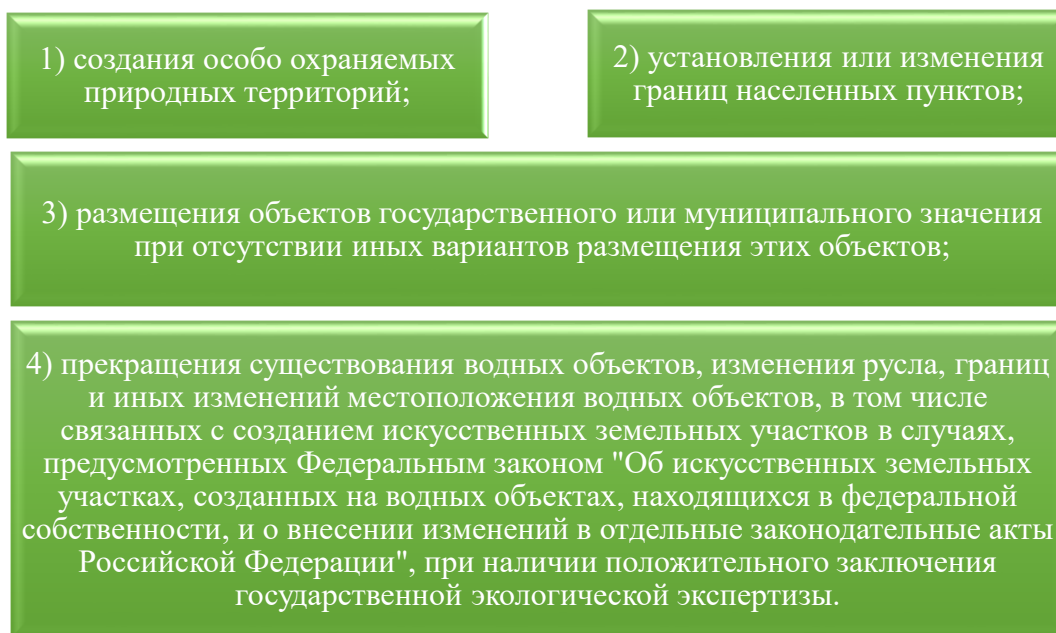 1) создания особо охраняемых
природных территорий;
2) установления или изменения
границ населенных пунктов;
3) размещения объектов государственного или муниципального значения
при отсутствии иных вариантов размещения этих объектов;
4) прекращения существования водных объектов, изменения русла, границ
и иных изменений местоположения водных объектов, в том числе
связанных с созданием искусственных земельных участков в случаях,
предусмотренных Федеральным законом "Об искусственных земельных
участках, созданных на водных объектах, находящихся в федеральной
собственности, и о внесении изменений в отдельные законодательные акты
Российской Федерации", при наличии положительного заключения
государственной экологической экспертизы.